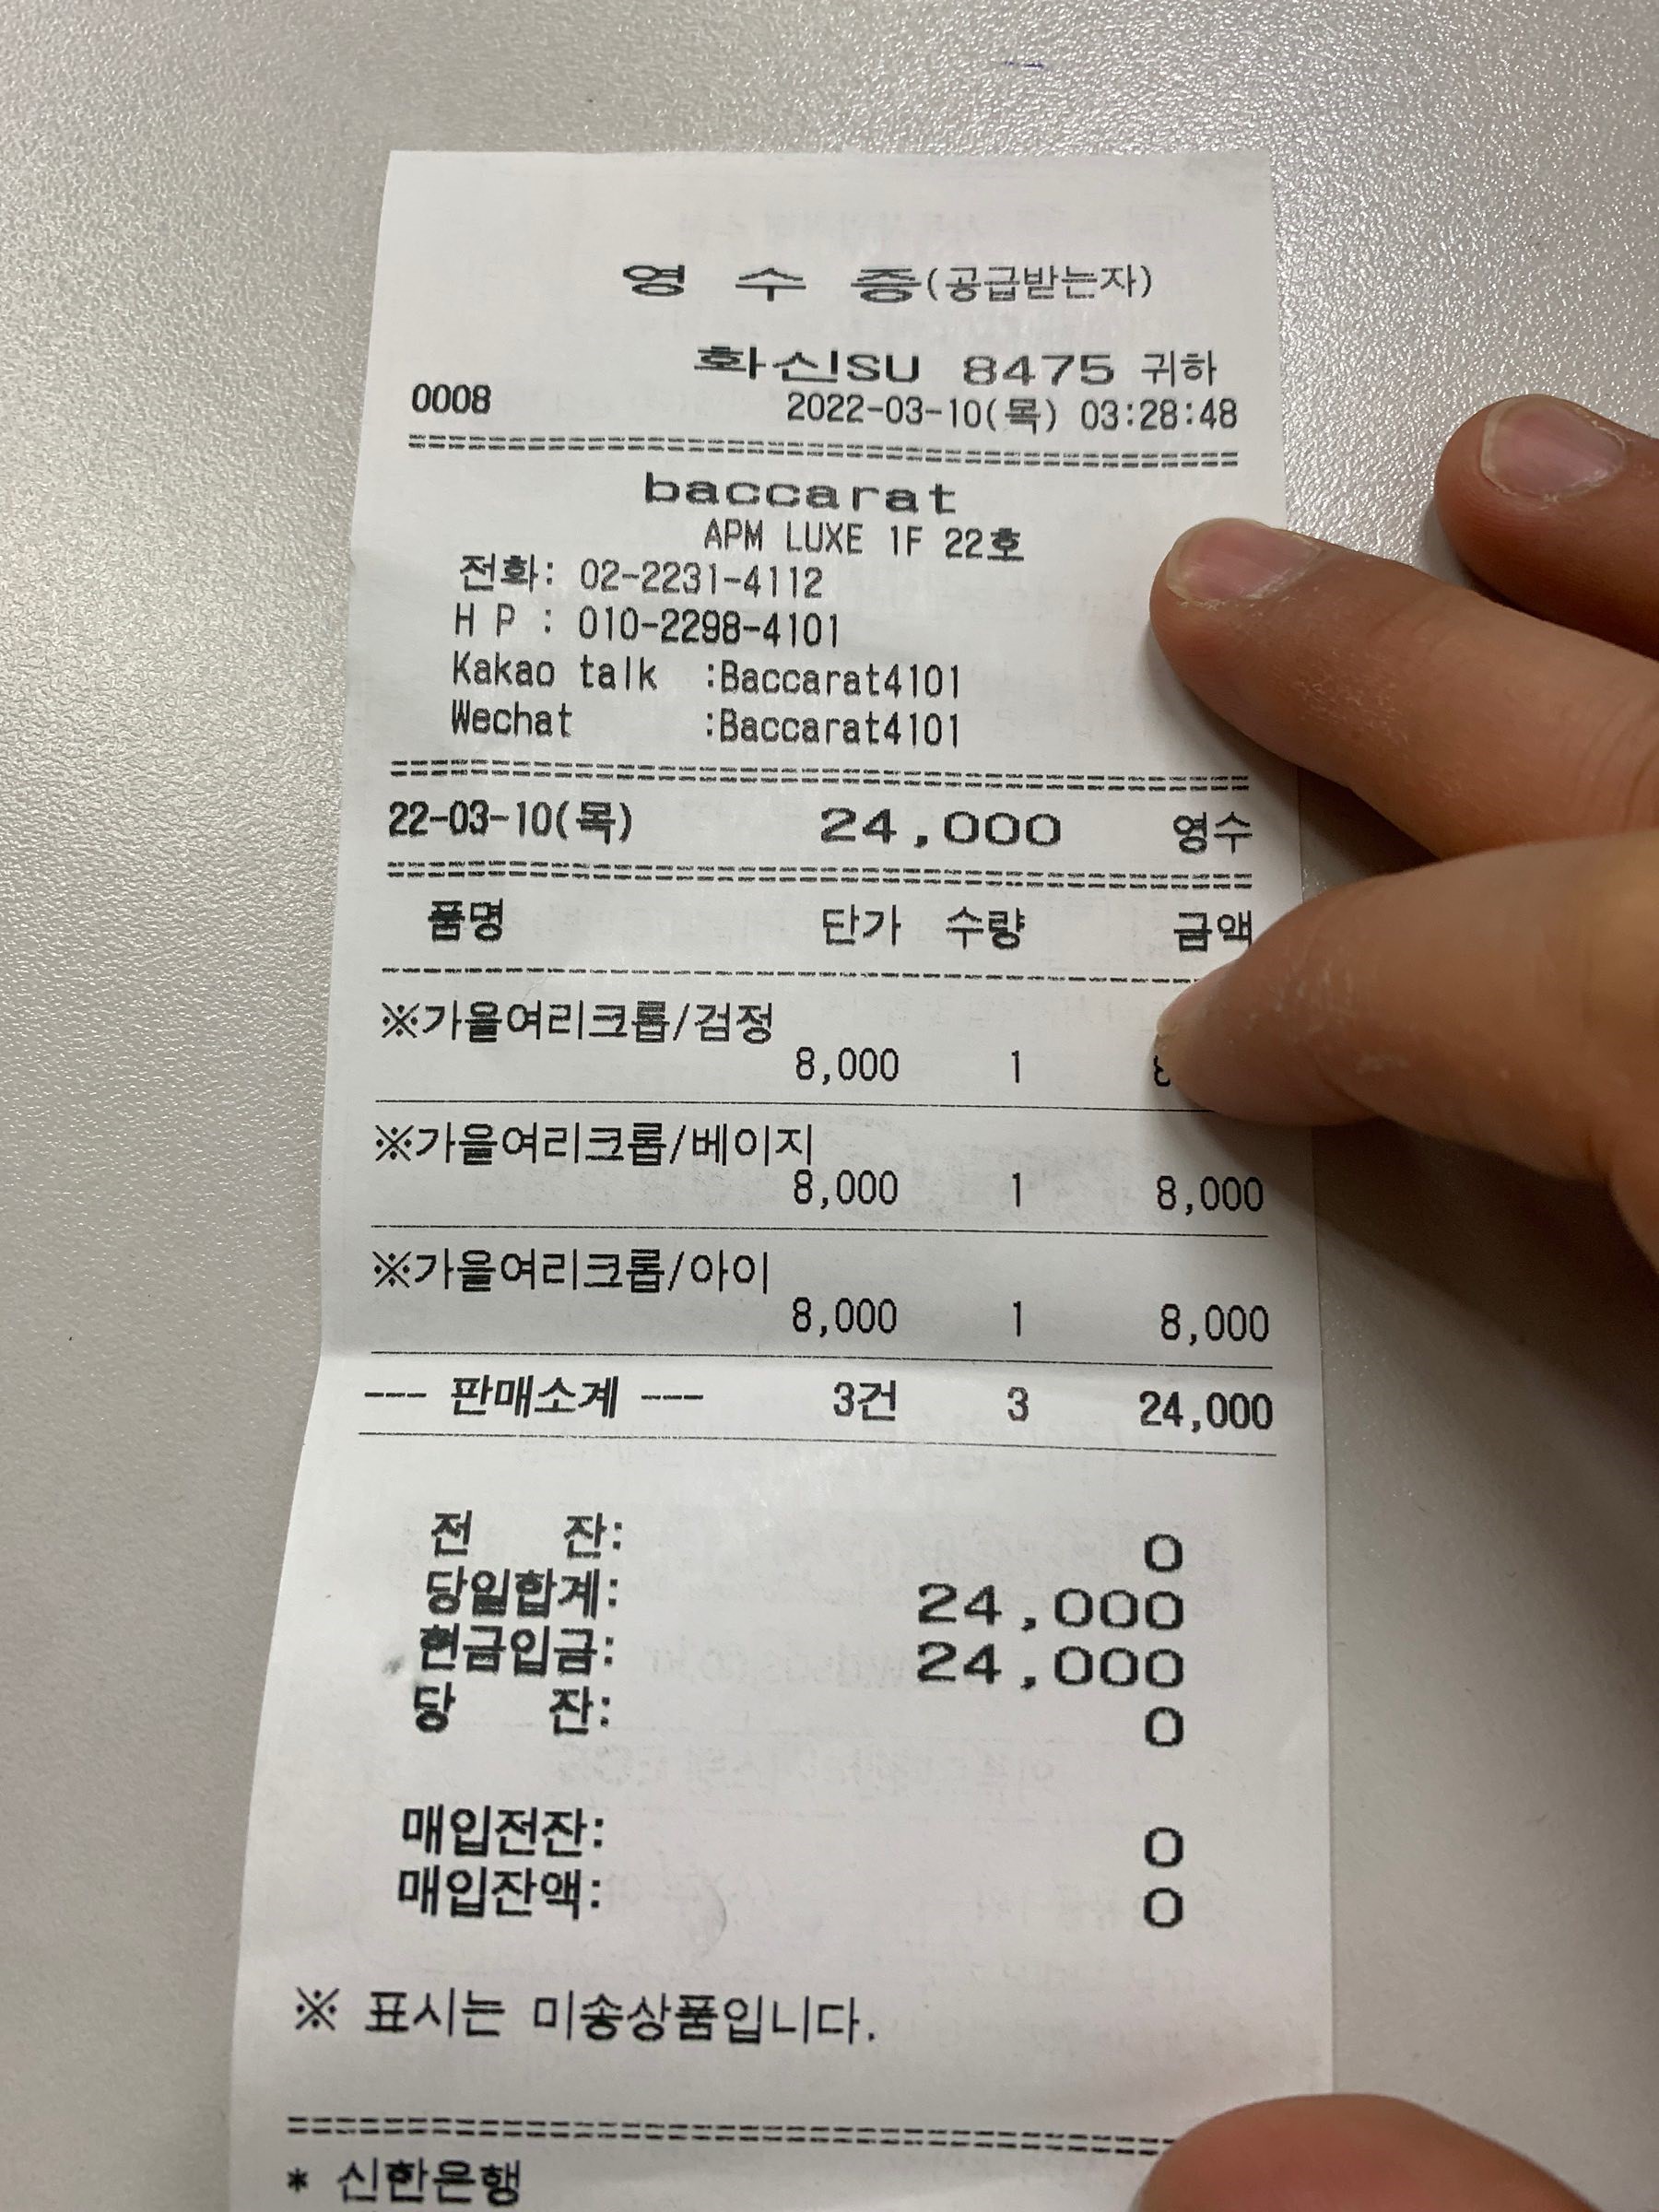 영 수 증(공급받는자)
화신SU 8475 귀하
0008 2022-03-10(목) 03:28:48
baccarat
APM LUXE 1F 22호
전화: 02-2231-4112
H P : 010-2298-4101
Kakao talk :Baccarat4101
Wechat :Baccarat4101
22-03-10(목) 24,000 영수
품명 단가 수량 금액
※가을여리크롭/검정
8,000 1
※가을여리크롭/베이지
8,000 1 8,000
※가을여리크롭/아이
8,000 1 8,000
--- 판매소계 --- 3건 3 24,000
전 잔: 0
당일합계: 24,000
현금입금: 24,000
당 잔: 0
매입전잔: 0
매입잔액: 0
※ 표시는 미송상품입니다.
* 신한은행